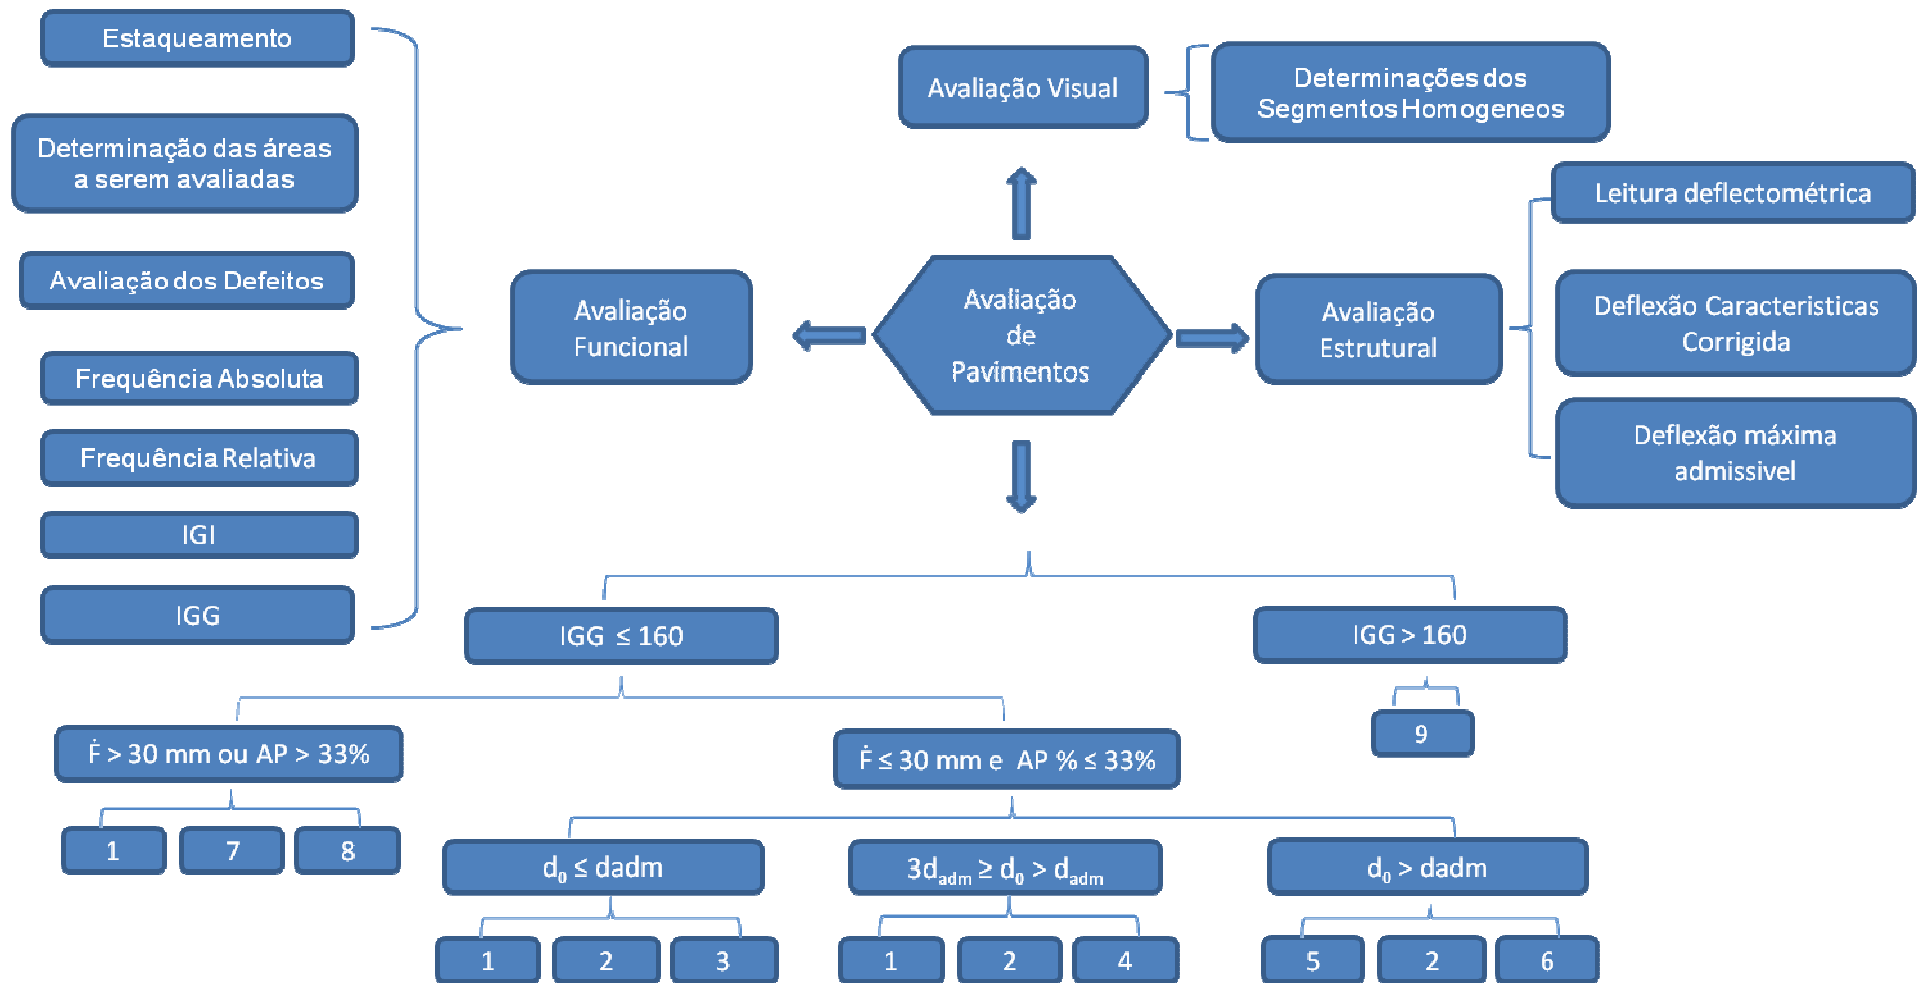 Estaqueamento
Determinação das áreas
a serem avaliadas
Avaliação dos Defeitos
Frequência Absoluta
Frequência Relativa
IGI
IGG
Avaliação
Funcional
Avaliação Visual
Determinações dos
Segmentos Homogeneos
Avaliação
de
Pavimentos
Avaliação
Estrutural
Leitura deflectométrica
Deflexão Caracteristicas
Corrigida
Deflexão máxima
admissivel
IGG ≤ 160
IGG > 160
Ḟ > 30 mm ou AP > 33%
Ḟ ≤ 30 mm e AP % ≤ 33%
9
1 7 8
d₀ ≤ dadm
3dadm ≥ d₀ > dadm
d₀ > dadm
1 2 3
1 2 4
5 2 6